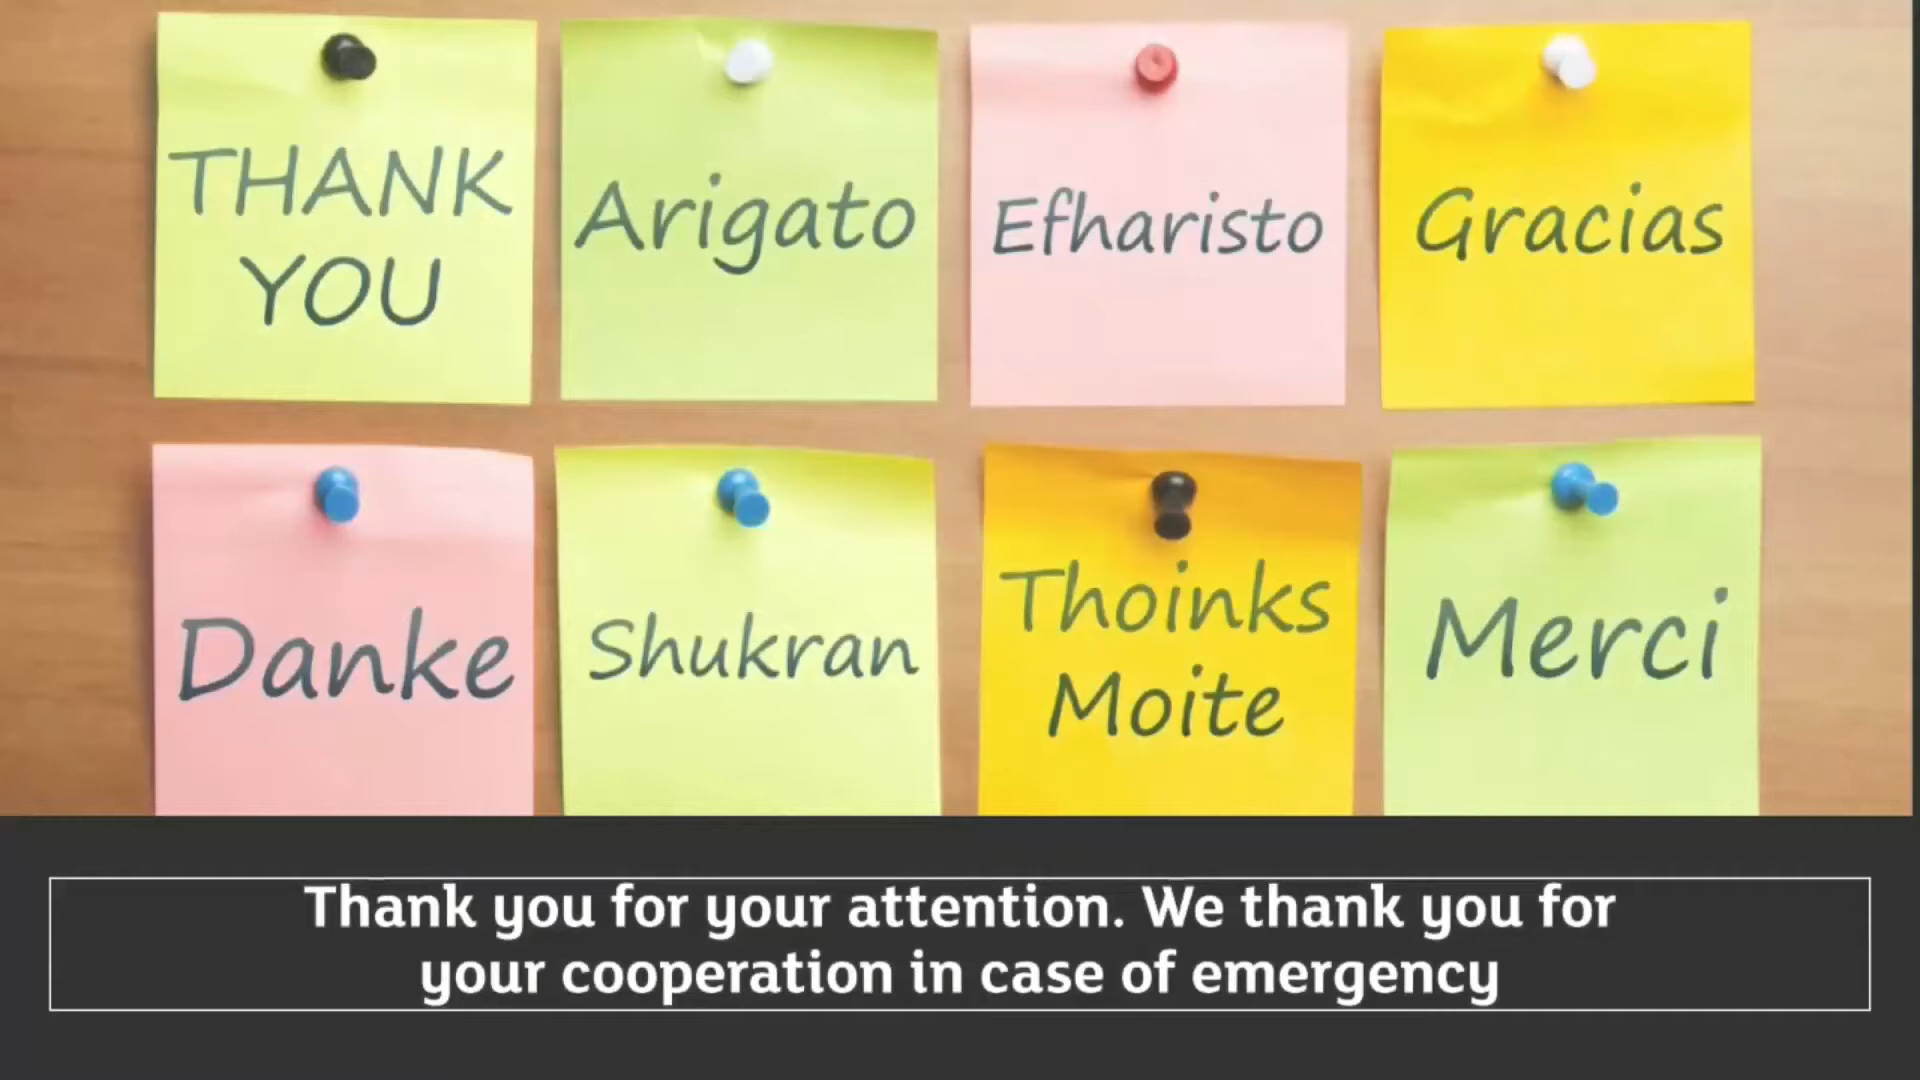 THANK
YOU
Arigato
Efharisto
Gracias
Danke
Shukran
Thoinks
Moite
Merci
Thank you for your attention. We thank you for
your cooperation in case of emergency